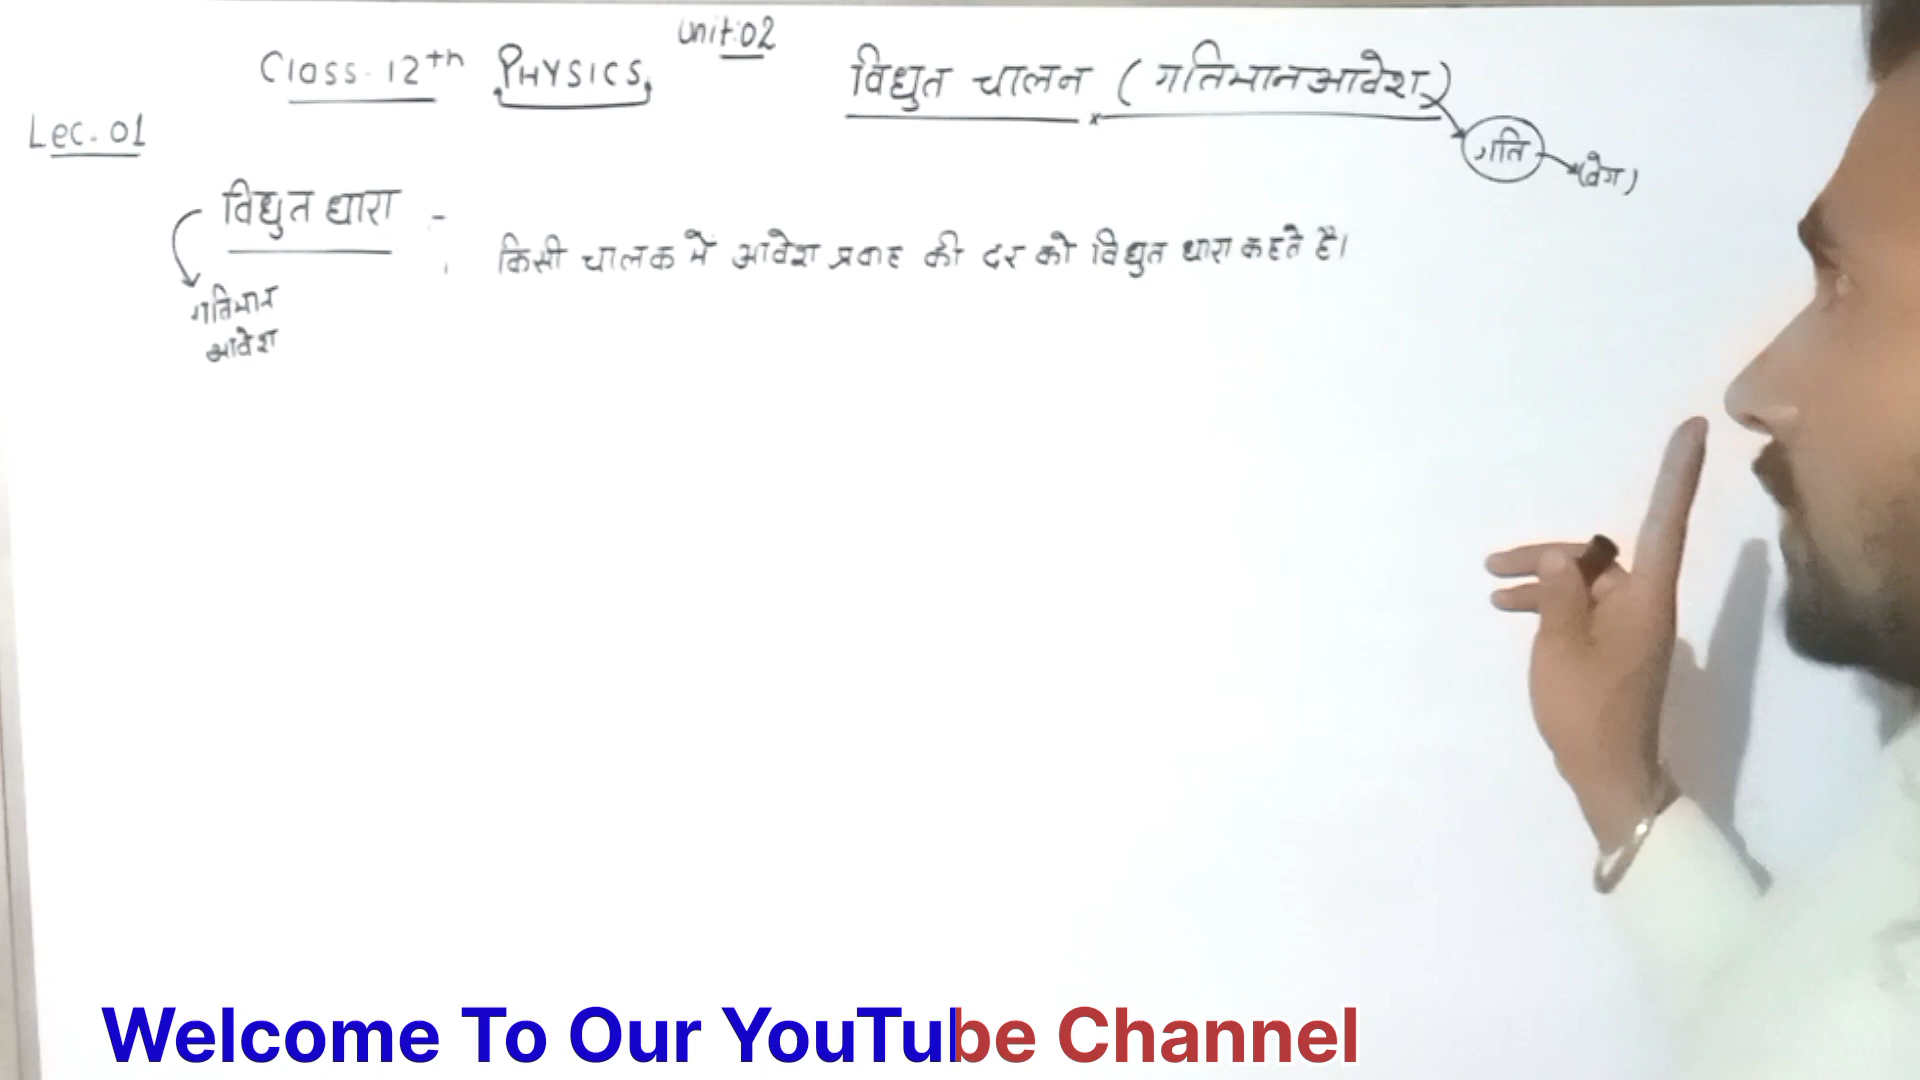 Unit:02
Class-12th PHYSICS विधुत चालन (गतिमान आवेश)
Lec.01
गति
(वेग)
विधुत धारा :-
किसी चालक में आवेश प्रवाह की दर को विधुत धारा कहते है।
गतिमान
आवेश
Welcome To Our YouTube Channel